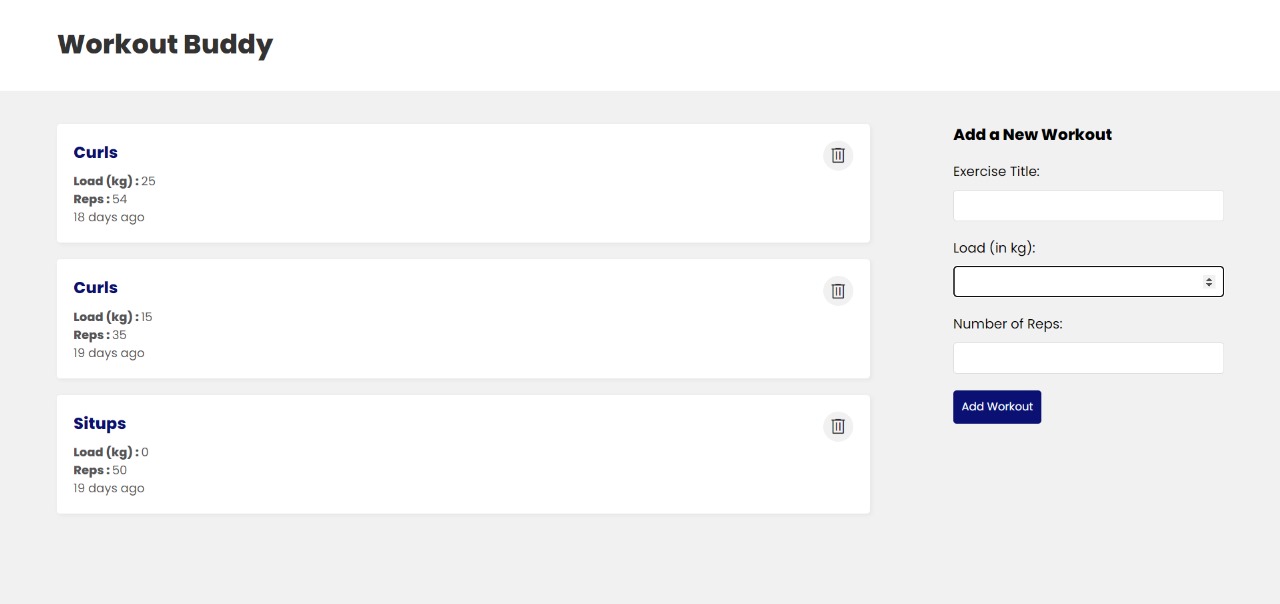 Workout Buddy
Curls
Load (kg) : 25
Reps : 54
18 days ago
Curls
Load (kg) : 15
Reps : 35
19 days ago
Situps
Load (kg) : 0
Reps : 50
19 days ago
Add a New Workout
Exercise Title:
Load (in kg):
Number of Reps:
Add Workout